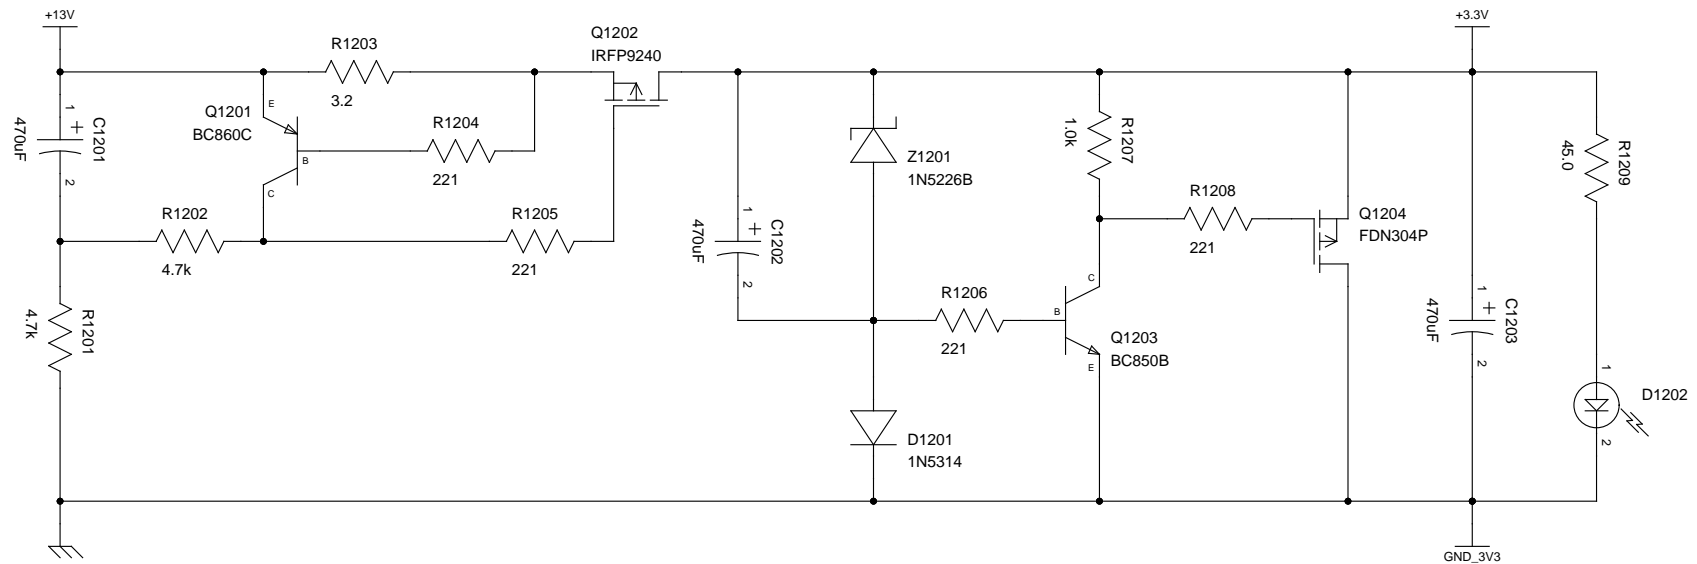 +13V
+3.3V
Q1202
IRFP9240
R1203
3.2
E
Q1201
BC860C
B
C
R1204
221
1
C1201
470uF
2
R1202
4.7k
R1205
221
R1201
4.7k
1
C1202
470uF
2
Z1201
1N5226B
R1207
1.0k
R1208
221
Q1204
FDN304P
R1206
221
C
B
E
Q1203
BC850B
D1201
1N5314
1
C1203
470uF
2
R1209
45.0
1
D1202
2
GND_3V3